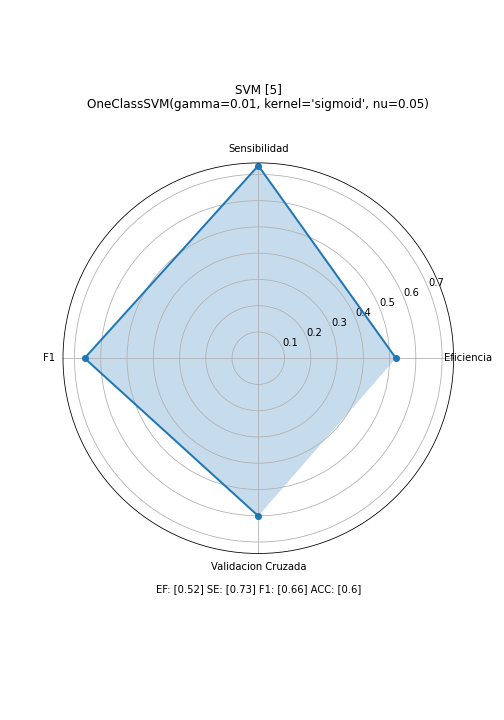 SVM [5]
OneClassSVM(gamma=0.01, kernel='sigmoid', nu=0.05)
Sensibilidad
0.7
0.6
0.5
0.4
0.3
0.2
0.1
F1
Eficiencia
Validacion Cruzada
EF: [0.52] SE: [0.73] F1: [0.66] ACC: [0.6]